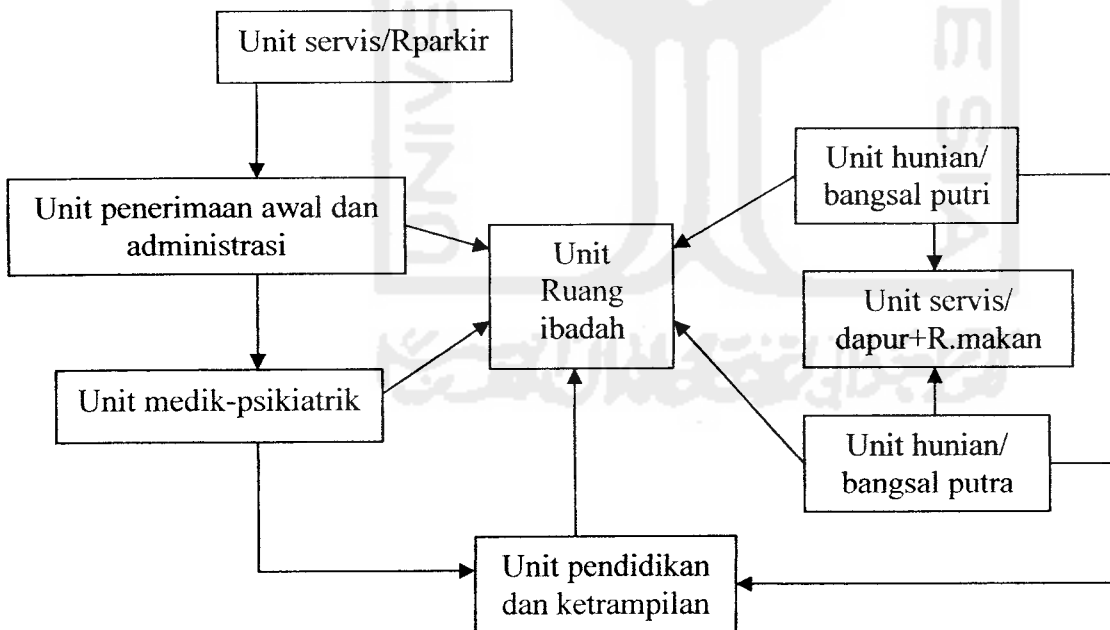 Unit servis/Rparkir
Unit penerimaan awal dan
administrasi
Unit medik-psikiatrik
Unit
Ruang
ibadah
Unit hunian/
bangsal putri
Unit servis/
dapur+R.makan
Unit hunian/
bangsal putra
Unit pendidikan
dan ketrampilan